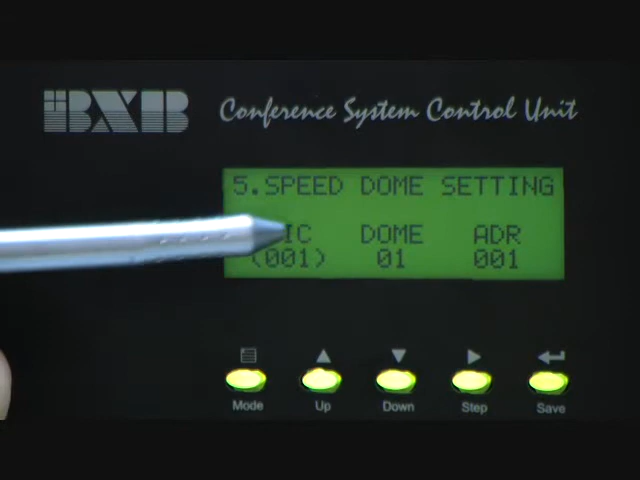 BXB Conference System Control Unit
5.SPEED DOME SETTING
IC DOME ADR
(001) 01 001
Mode Up Down Step Save